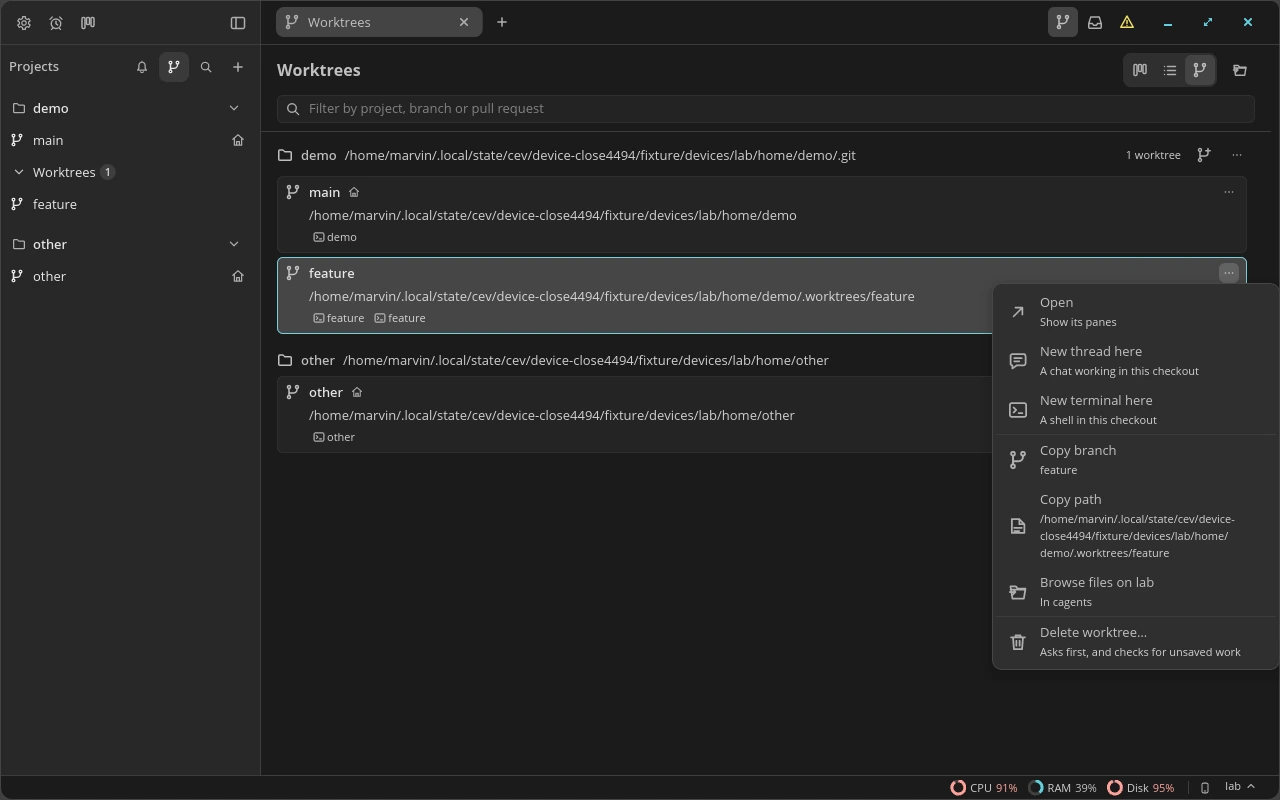 Worktrees
Projects
demo
main
Worktrees 1
feature
other
other
Worktrees
Filter by project, branch or pull request
demo /home/marvin/.local/state/cev/device-close4494/fixture/devices/lab/home/demo/.git 1 worktree
main
/home/marvin/.local/state/cev/device-close4494/fixture/devices/lab/home/demo
demo
feature
/home/marvin/.local/state/cev/device-close4494/fixture/devices/lab/home/demo/.worktrees/feature
feature feature
other /home/marvin/.local/state/cev/device-close4494/fixture/devices/lab/home/other
other
/home/marvin/.local/state/cev/device-close4494/fixture/devices/lab/home/other
other
Open
Show its panes
New thread here
A chat working in this checkout
New terminal here
A shell in this checkout
Copy branch
feature
Copy path
/home/marvin/.local/state/cev/device-
close4494/fixture/devices/lab/home/
demo/.worktrees/feature
Browse files on lab
In cagents
Delete worktree...
Asks first, and checks for unsaved work
CPU 91% RAM 39% Disk 95% lab